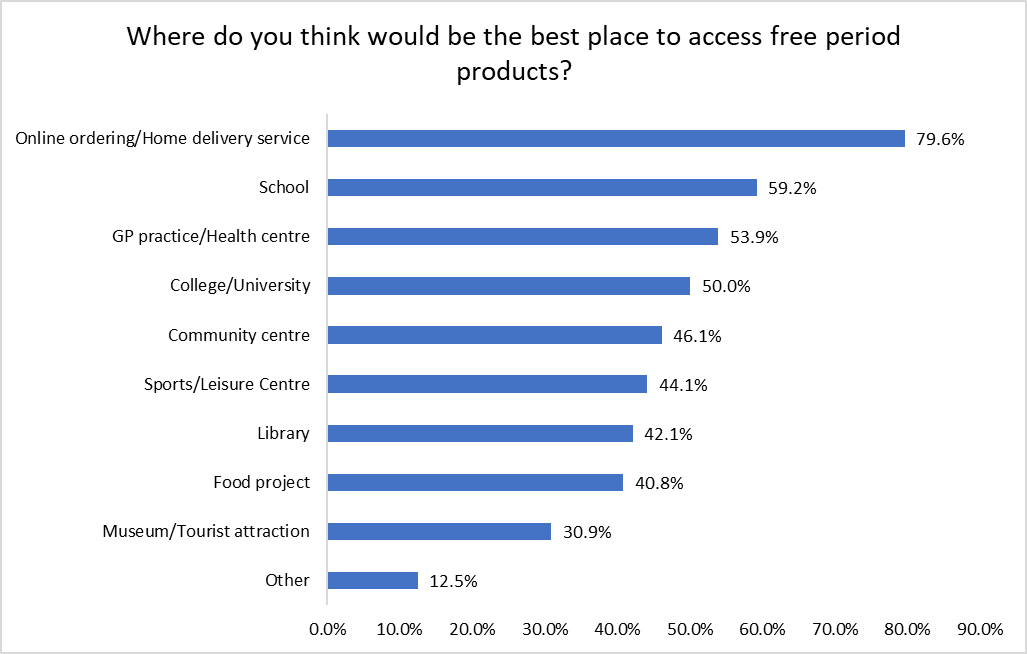 Where do you think would be the best place to access free period
products?
Online ordering/Home delivery service 79.6%
School 59.2%
GP practice/Health centre 53.9%
College/University 50.0%
Community centre 46.1%
Sports/Leisure Centre 44.1%
Library 42.1%
Food project 40.8%
Museum/Tourist attraction 30.9%
Other 12.5%
0.0% 10.0% 20.0% 30.0% 40.0% 50.0% 60.0% 70.0% 80.0% 90.0%